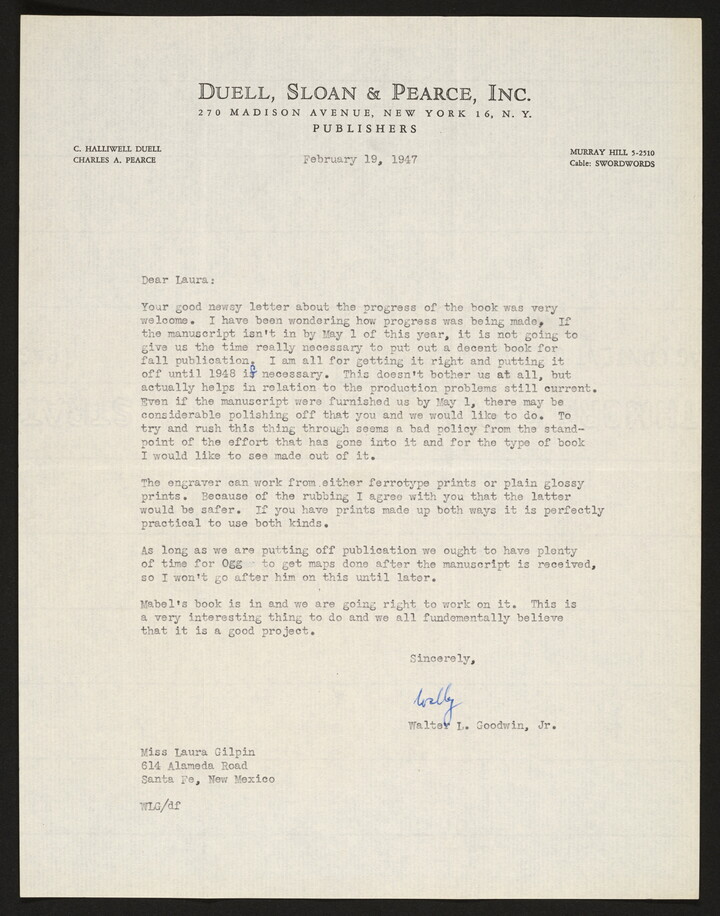 DUELL, SLOAN & PEARCE, INC.
270 MADISON AVENUE, NEW YORK 16, N. Y.
PUBLISHERS
C. HALLIWELL DUELL
CHARLES A. PEARCE
MURRAY HILL 5-2510
Cable: SWORDWORDS
February 19, 1947
Dear Laura:
Your good newsy letter about the progress of the book was very
welcome. I have been wondering how progress was being made. If
the manuscript isn't in by May 1 of this year, it is not going to
give us the time really necessary to put out a decent book for
fall publication. I am all for getting it right and putting it
off until 1948 if necessary. This doesn't bother us at all, but
actually helps in relation to the production problems still current.
Even if the manuscript were furnished us by May 1, there may be
considerable polishing off that you and we would like to do. To
try and rush this thing through seems a bad policy from the stand-
point of the effort that has gone into it and for the type of book
I would like to see made out of it.
The engraver can work from either ferrotype prints or plain glossy
prints. Because of the rubbing I agree with you that the latter
would be safer. If you have prints made up both ways it is perfectly
practical to use both kinds.
As long as we are putting off publication we ought to have plenty
of time for Ogg to get maps done after the manuscript is received,
so I won't go after him on this until later.
Mabel's book is in and we are going right to work on it. This is
a very interesting thing to do and we all fundementally believe
that it is a good project.
Sincerely,
Wally
Walter L. Goodwin, Jr.
Miss Laura Gilpin
614 Alameda Road
Santa Fe, New Mexico
WLG/df